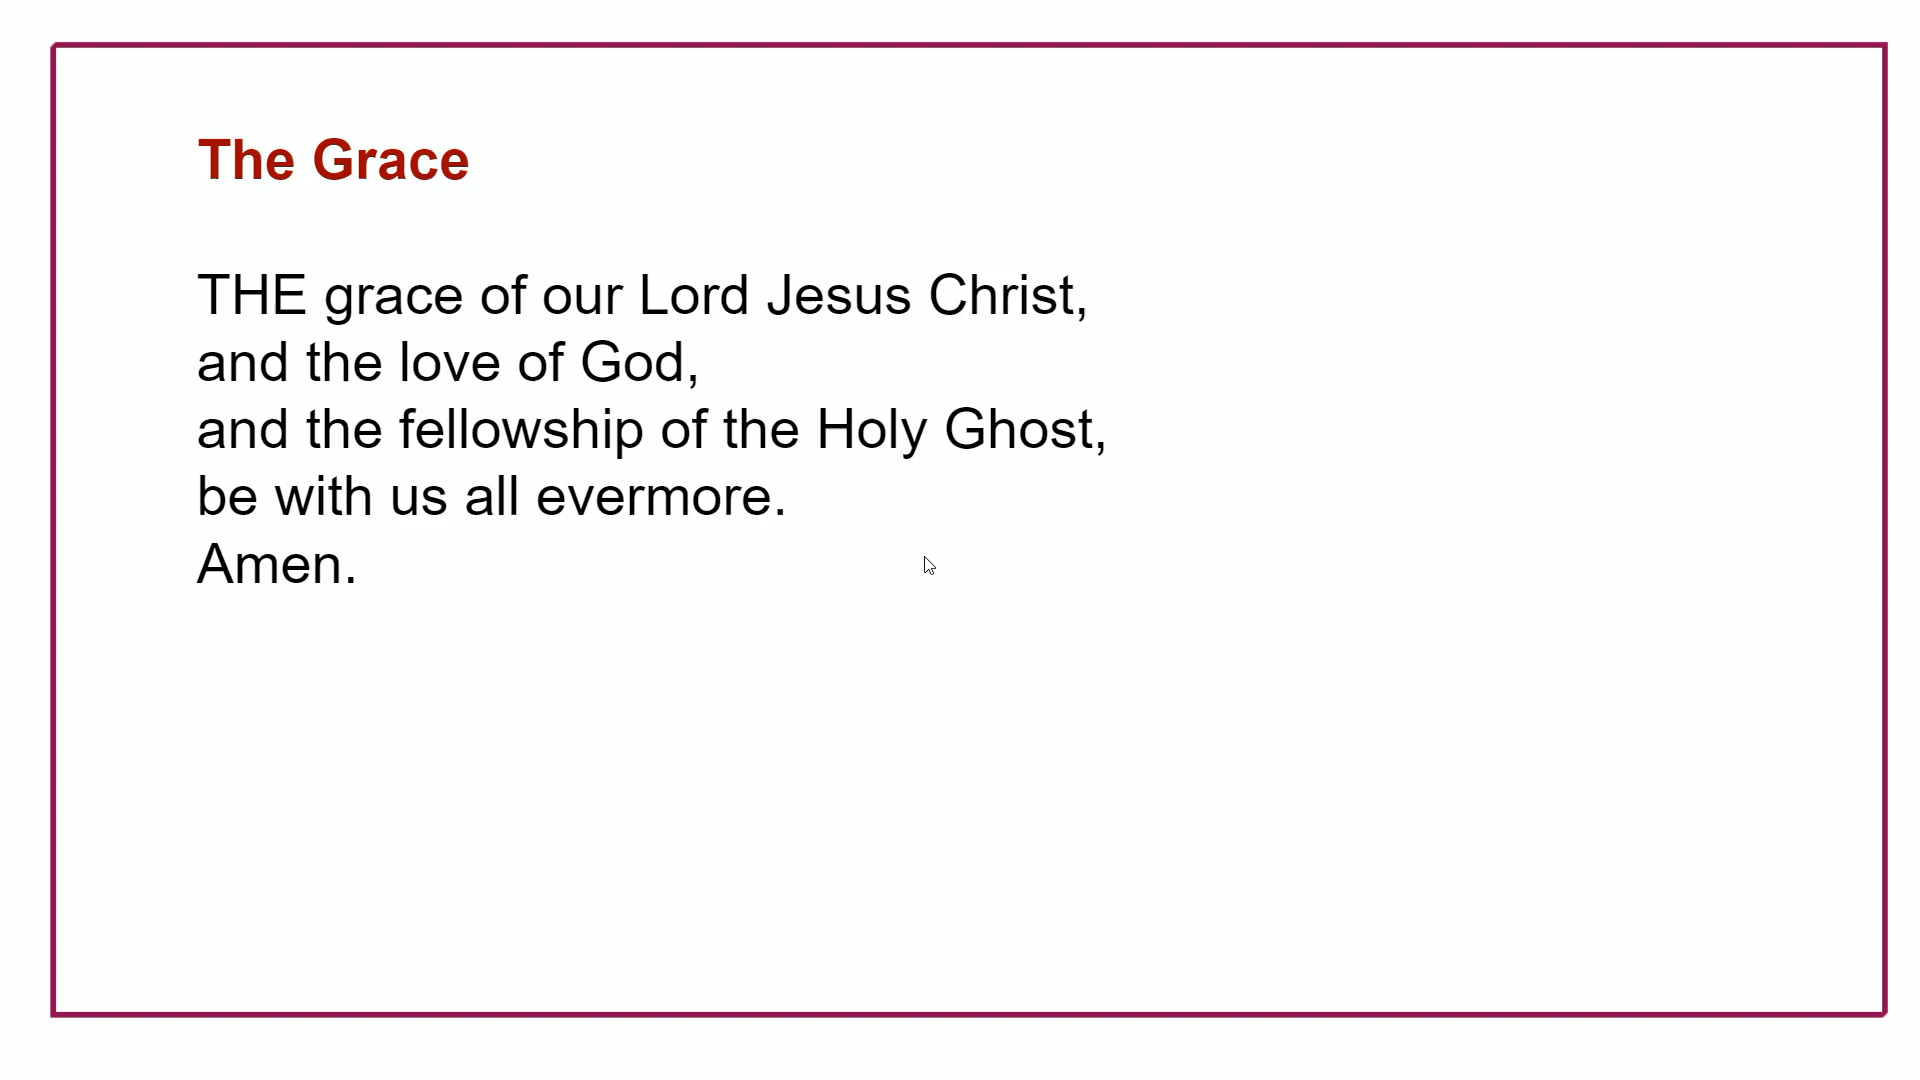 The Grace
THE grace of our Lord Jesus Christ,
and the love of God,
and the fellowship of the Holy Ghost,
be with us all evermore.
Amen.